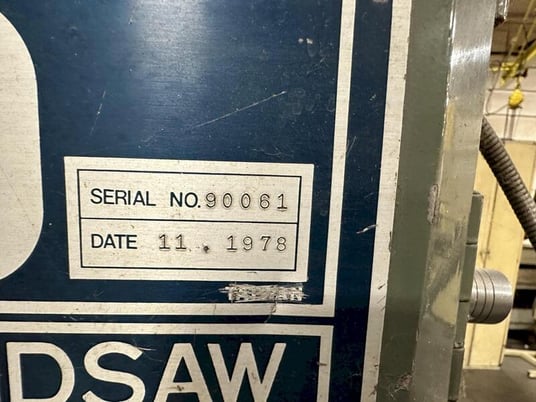 SERIAL NO. 90061
DATE 11. 1978
DSAW